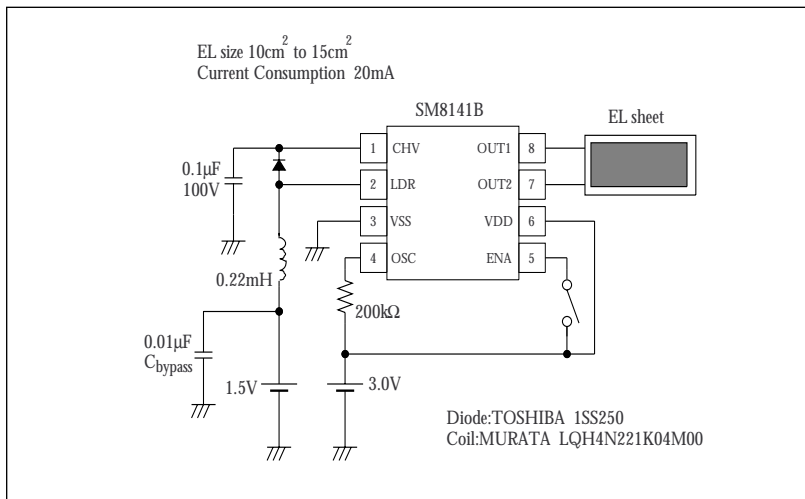 EL size 10cm2 to 15cm2
Current Consumption 20mA
SM8141B
EL sheet
1 CHV OUT1 8
0.1μF
100V
2 LDR OUT2 7
3 VSS VDD 6
4 OSC ENA 5
0.22mH
200kΩ
0.01μF
Cbypass
1.5V
3.0V
Diode:TOSHIBA 1SS250
Coil:MURATA LQH4N221K04M00